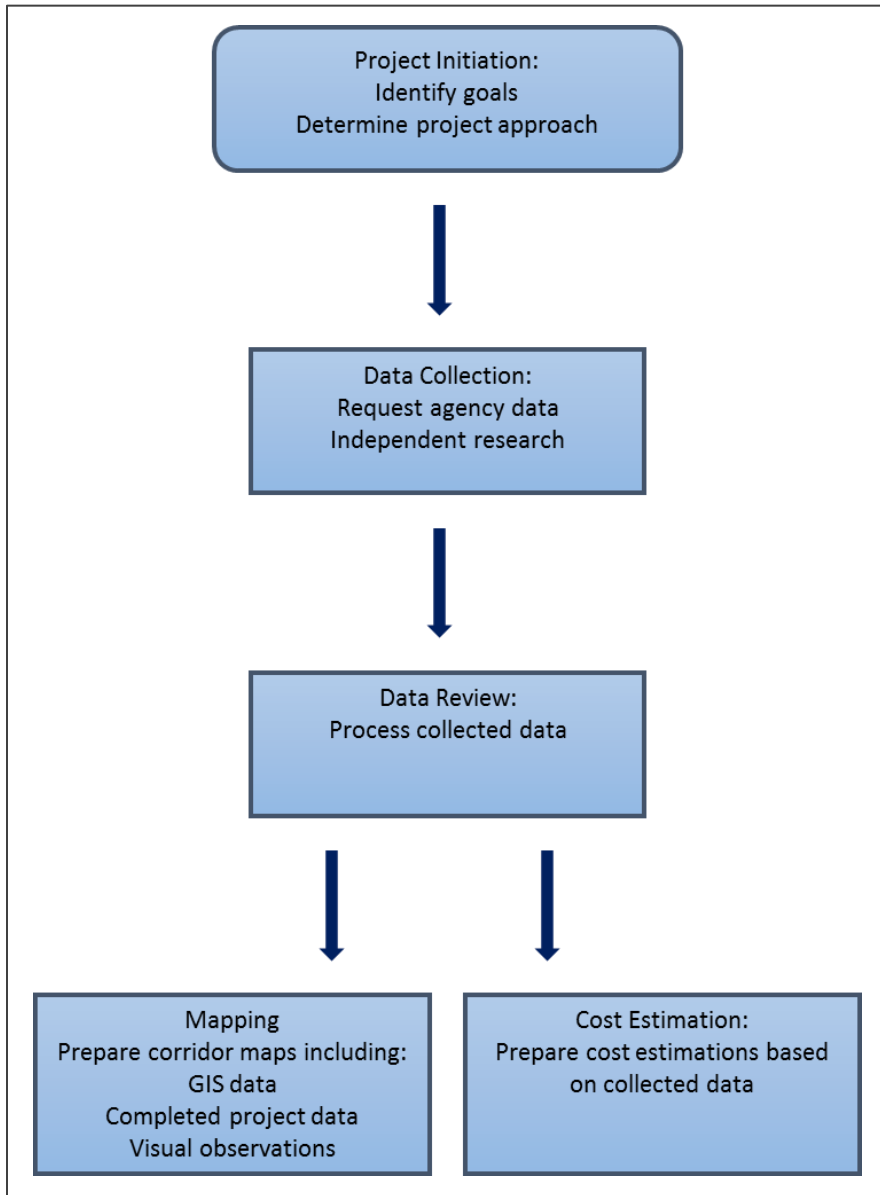 Project Initiation:
Identify goals
Determine project approach
Data Collection:
Request agency data
Independent research
Data Review:
Process collected data
Mapping
Prepare corridor maps including:
GIS data
Completed project data
Visual observations
Cost Estimation:
Prepare cost estimations based
on collected data